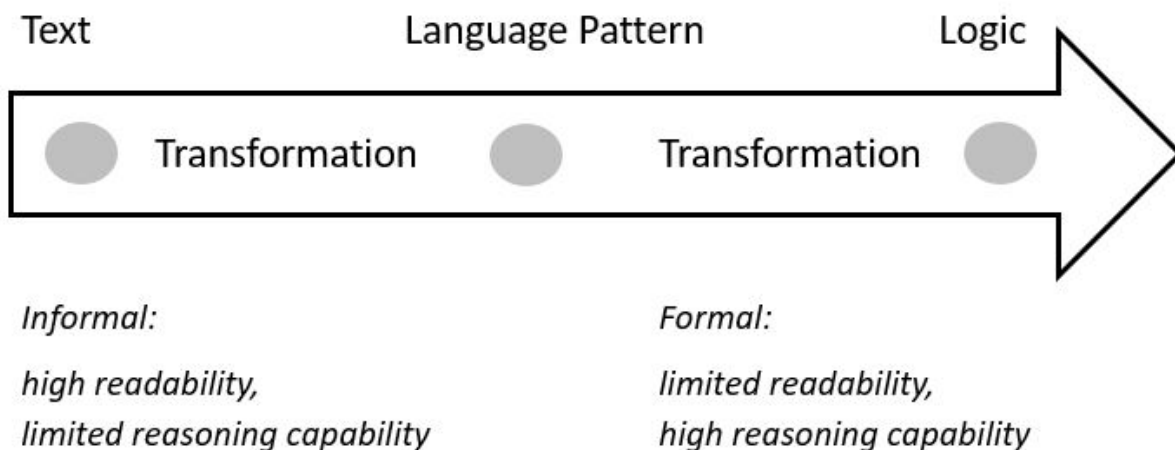 Text
Language Pattern
Logic
Transformation
Transformation
Informal:
high readability,
limited reasoning capability
Formal:
limited readability,
high reasoning capability